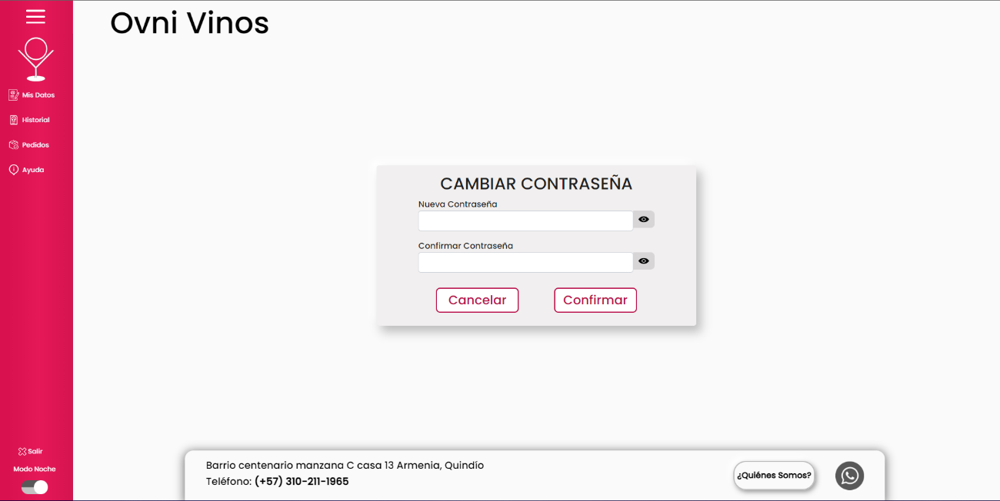 Ovni Vinos
Mis Datos
Historial
Pedidos
Ayuda
CAMBIAR CONTRASEÑA
Nueva Contraseña
Confirmar Contraseña
Cancelar
Confirmar
Salir
Modo Noche
Barrio centenario manzana C casa 13 Armenia, Quindío
Teléfono: (+57) 310-211-1965
¿Quiénes Somos?